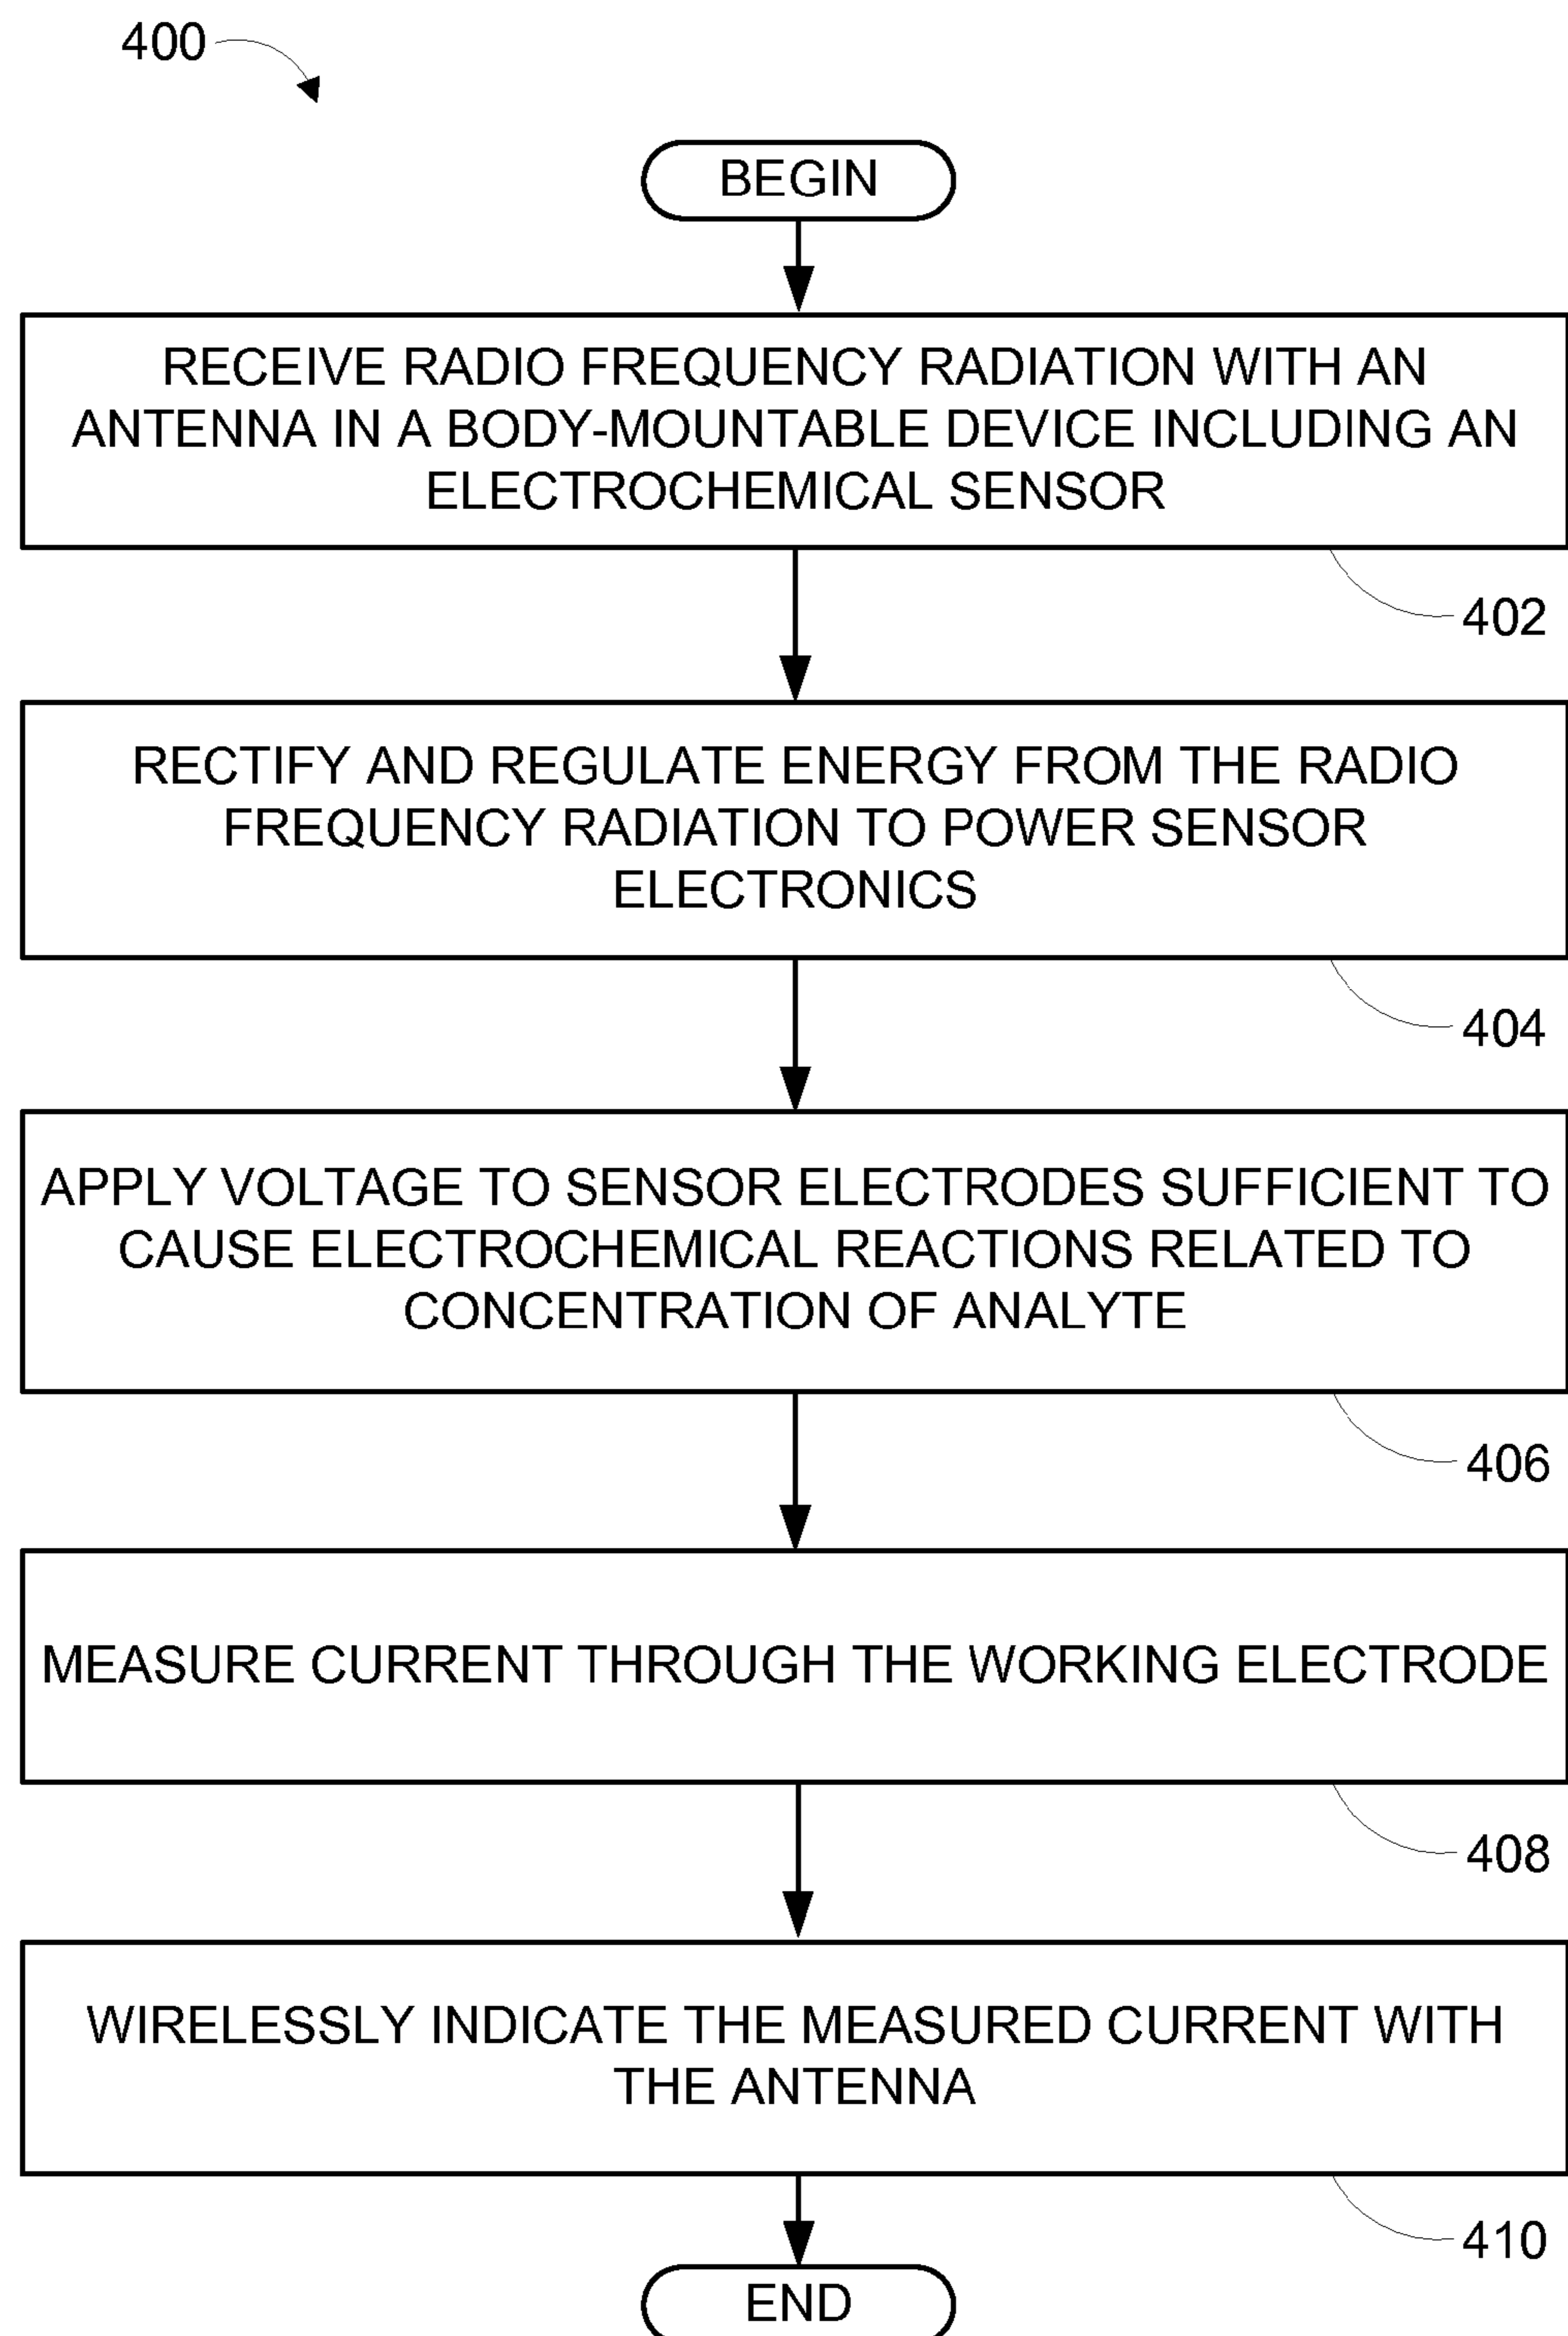 400
BEGIN
RECEIVE RADIO FREQUENCY RADIATION WITH AN
ANTENNA IN A BODY-MOUNTABLE DEVICE INCLUDING AN
ELECTROCHEMICAL SENSOR
402
RECTIFY AND REGULATE ENERGY FROM THE RADIO
FREQUENCY RADIATION TO POWER SENSOR
ELECTRONICS
404
APPLY VOLTAGE TO SENSOR ELECTRODES SUFFICIENT TO
CAUSE ELECTROCHEMICAL REACTIONS RELATED TO
CONCENTRATION OF ANALYTE
406
MEASURE CURRENT THROUGH THE WORKING ELECTRODE
408
WIRELESSLY INDICATE THE MEASURED CURRENT WITH
THE ANTENNA
410
END